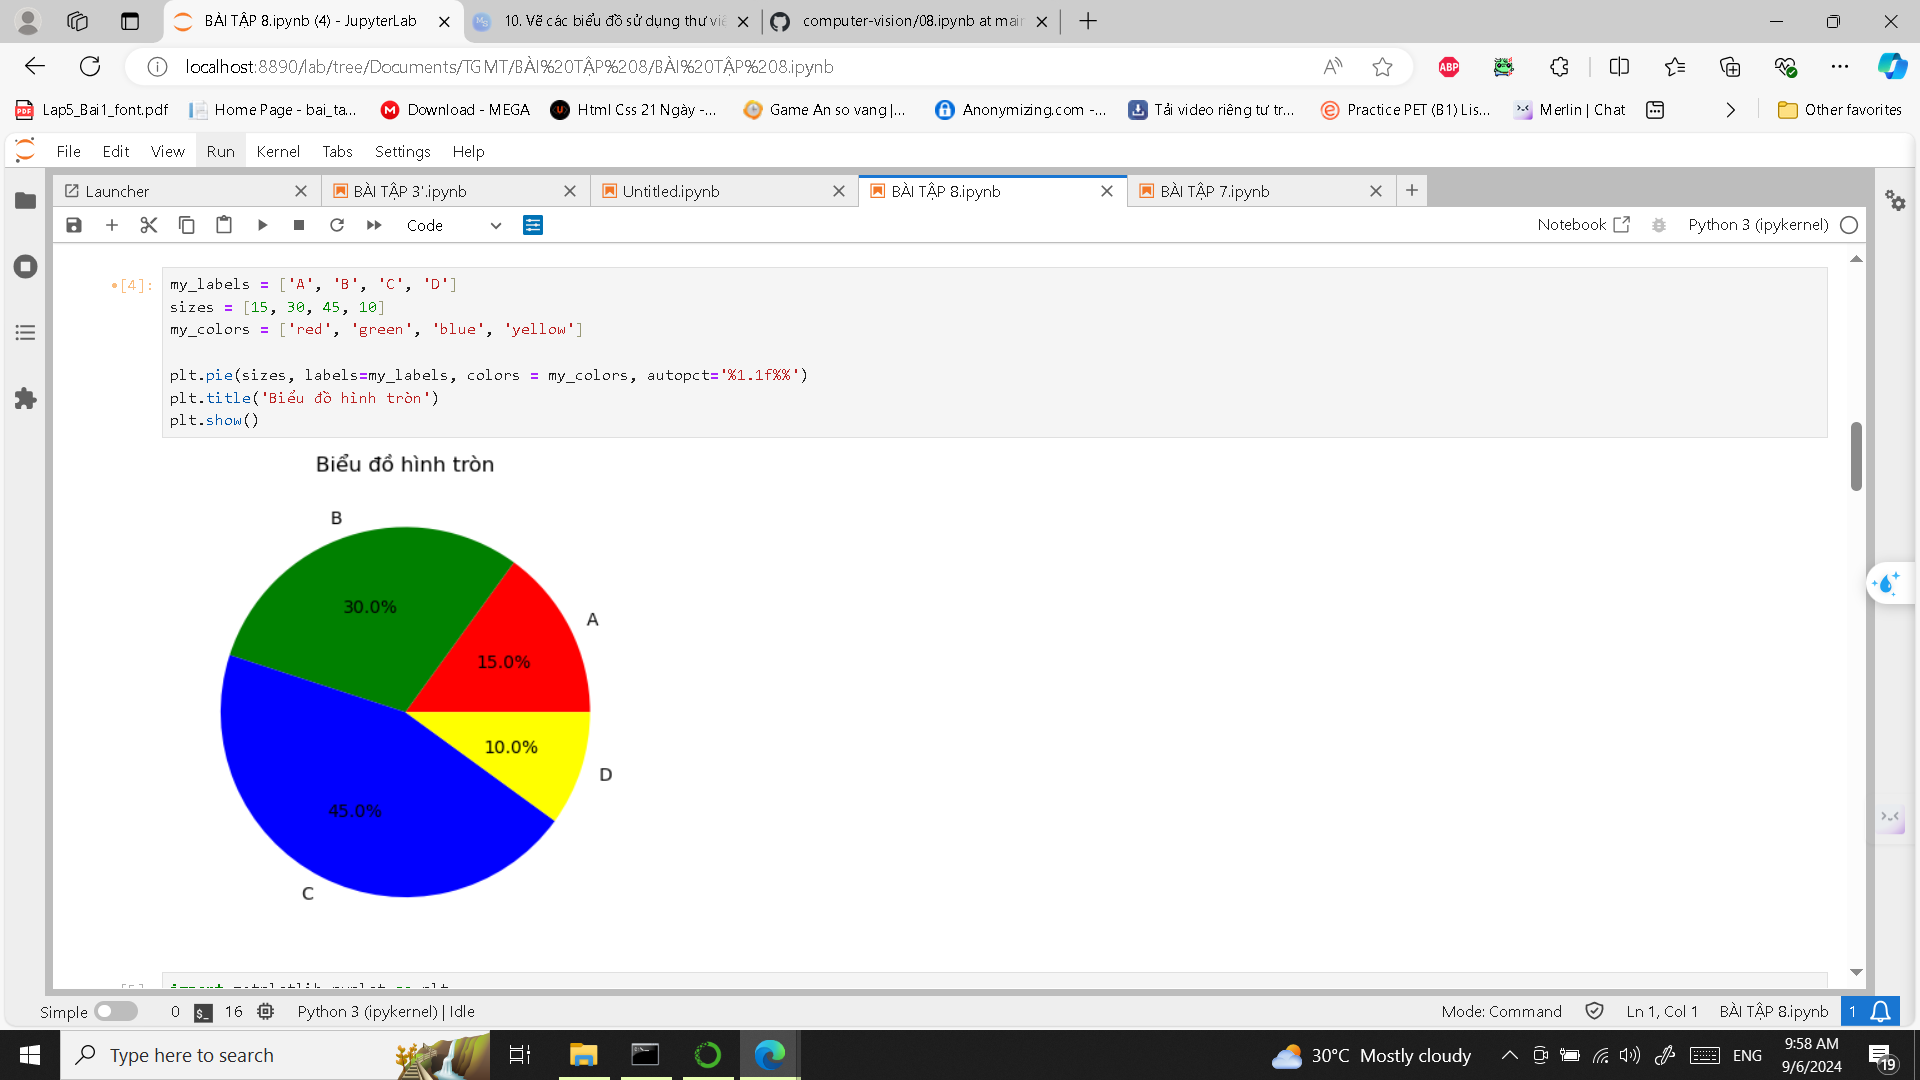 BÀI TẬP 8.ipynb (4) - JupyterLab
10. Vẽ các biểu đồ sử dụng thư viê
computer-vision/08.ipynb at mair
localhost:8890/lab/tree/Documents/TGMT/BÀI%20TẬP%208/BÀI%20TẬP%208.ipynb
ABP
Lap5_Bai1_font.pdf
Home Page - bai_ta...
Download - MEGA
Html Css 21 Ngày -...
Game An so vang |...
Anonymizing.com -...
Tải video riêng tư tr...
Practice PET (B1) Lis...
Merlin | Chat
Other favorites
File Edit View Run Kernel Tabs Settings Help
Launcher
BÀI TẬP 3'.ipynb
Untitled.ipynb
BÀI TẬP 8.ipynb
BÀI TẬP 7.ipynb
Code
Notebook
Python 3 (ipykernel)
[4]:
my_labels = ['A', 'B', 'C', 'D']
sizes = [15, 30, 45, 10]
my_colors = ['red', 'green', 'blue', 'yellow']
plt.pie(sizes, labels=my_labels, colors = my_colors, autopct='%1.1f%%')
plt.title('Biểu đồ hình tròn')
plt.show()
Biểu đồ hình tròn
B
30.0%
A
15.0%
10.0%
D
45.0%
C
import matplotlib.pyplot as plt
Simple
0
16
Python 3 (ipykernel) | Idle
Mode: Command
Ln 1, Col 1
BÀI TẬP 8.ipynb
1
Type here to search
30°C Mostly cloudy
ENG
9:58 AM
9/6/2024
19